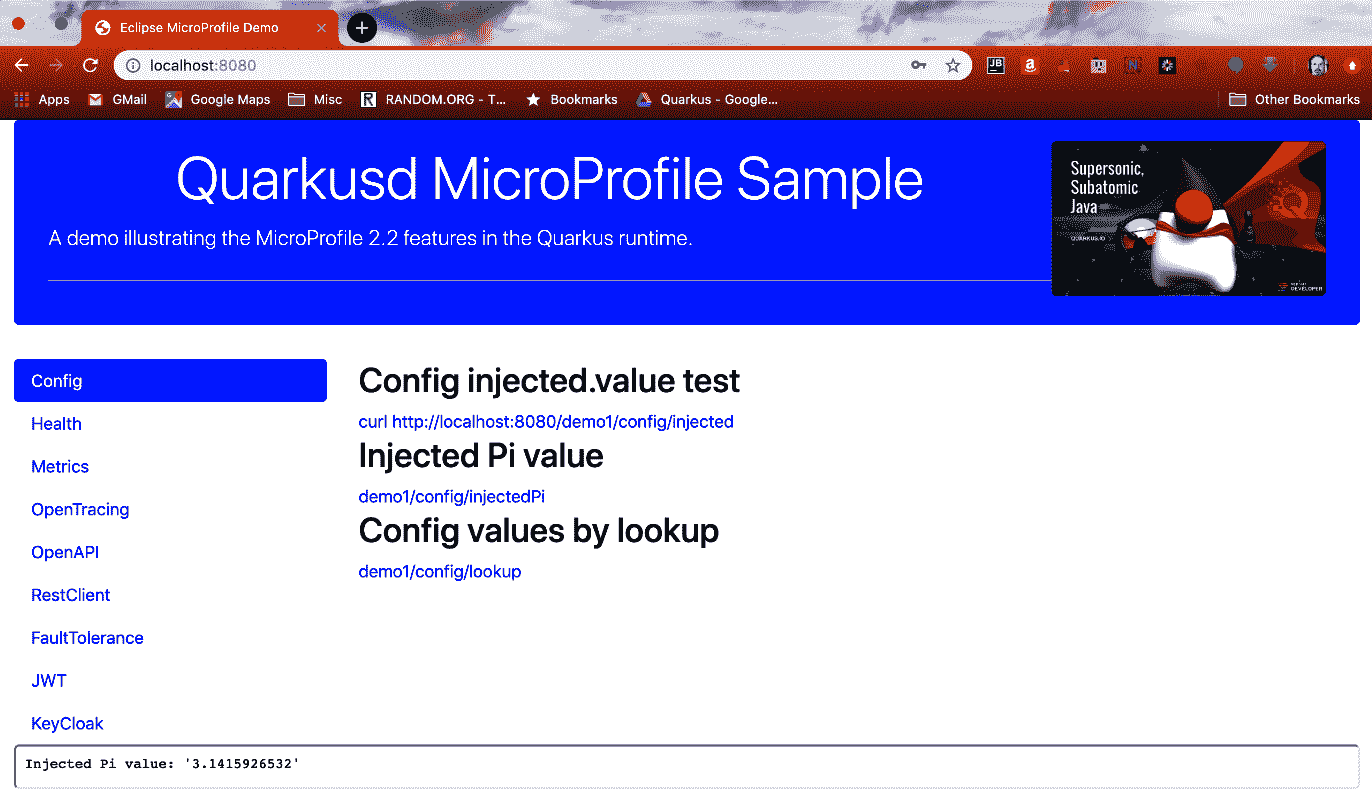 Eclipse MicroProfile Demo
localhost:8080
JB
Apps
GMail
Google Maps
Misc
RANDOM.ORG - T...
Bookmarks
Quarkus - Google...
Other Bookmarks
Quarkusd MicroProfile Sample
A demo illustrating the MicroProfile 2.2 features in the Quarkus runtime.
Supersonic,
Subatomic
Java
QUARKUS.IO
DEVELOPER
Config
Health
Metrics
OpenTracing
OpenAPI
RestClient
FaultTolerance
JWT
KeyCloak
Config injected.value test
curl http://localhost:8080/demo1/config/injected
Injected Pi value
demo1/config/injectedPi
Config values by lookup
demo1/config/lookup
Injected Pi value: '3.1415926532'